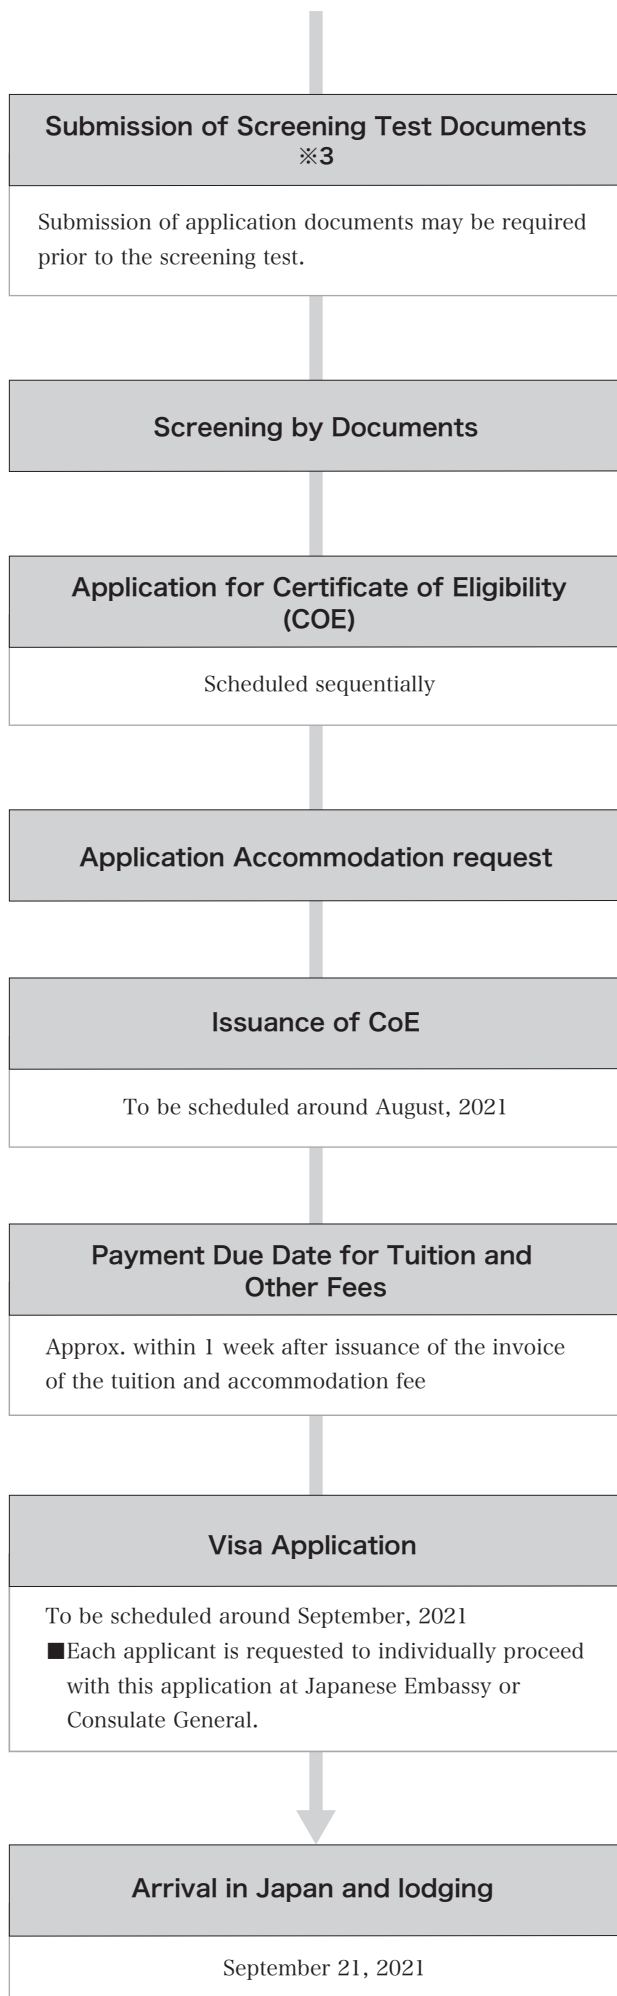 Submission of Screening Test Documents
※3
Submission of application documents may be required
prior to the screening test.
Screening by Documents
Application for Certificate of Eligibility
(COE)
Scheduled sequentially
Application Accommodation request
Issuance of CoE
To be scheduled around August, 2021
Payment Due Date for Tuition and
Other Fees
Approx. within 1 week after issuance of the invoice
of the tuition and accommodation fee
Visa Application
To be scheduled around September, 2021
■Each applicant is requested to individually proceed
with this application at Japanese Embassy or
Consulate General.
Arrival in Japan and lodging
September 21, 2021